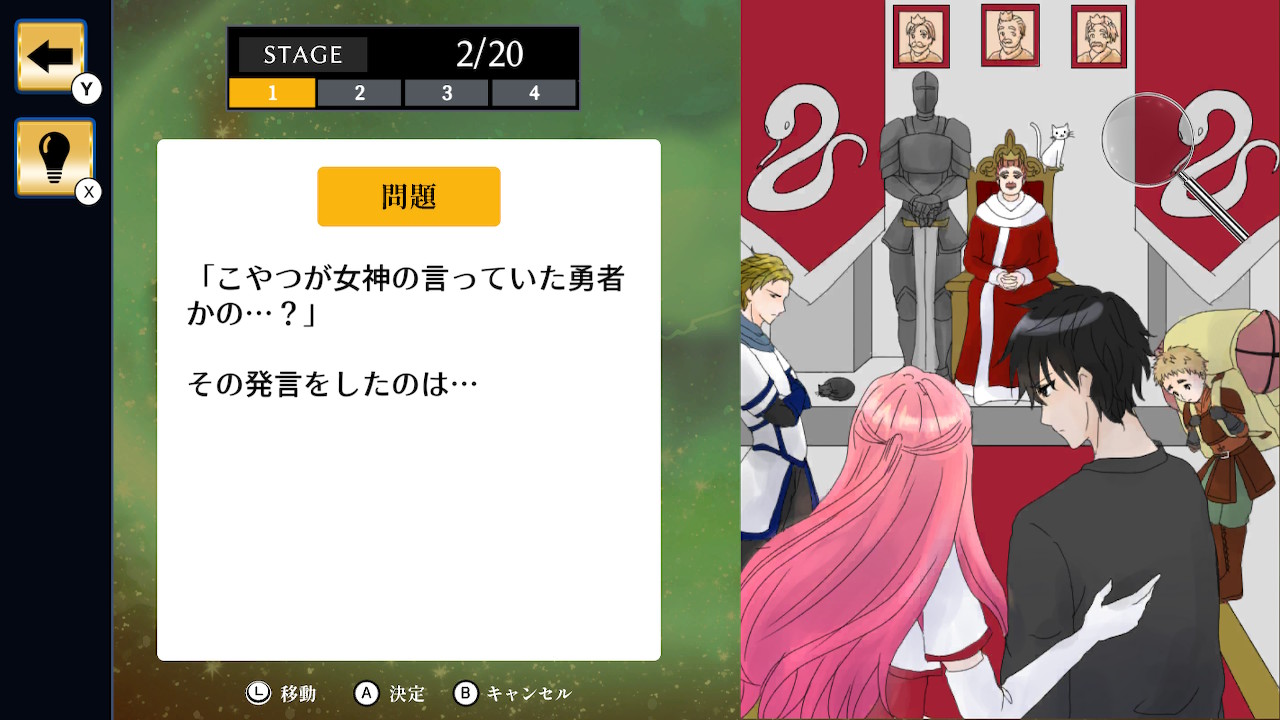 Y
X
STAGE 2/20
1 2 3 4
問題
「こやつが女神の言っていた勇者
かの…？」
その発言をしたのは…
L 移動 A 決定 B キャンセル